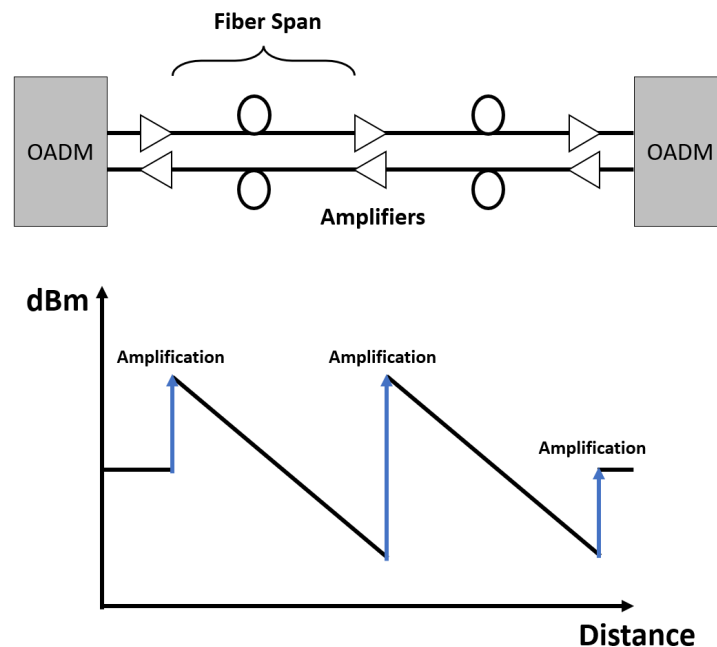 Fiber Span
OADM
OADM
Amplifiers
dBm
Amplification
Amplification
Amplification
Distance